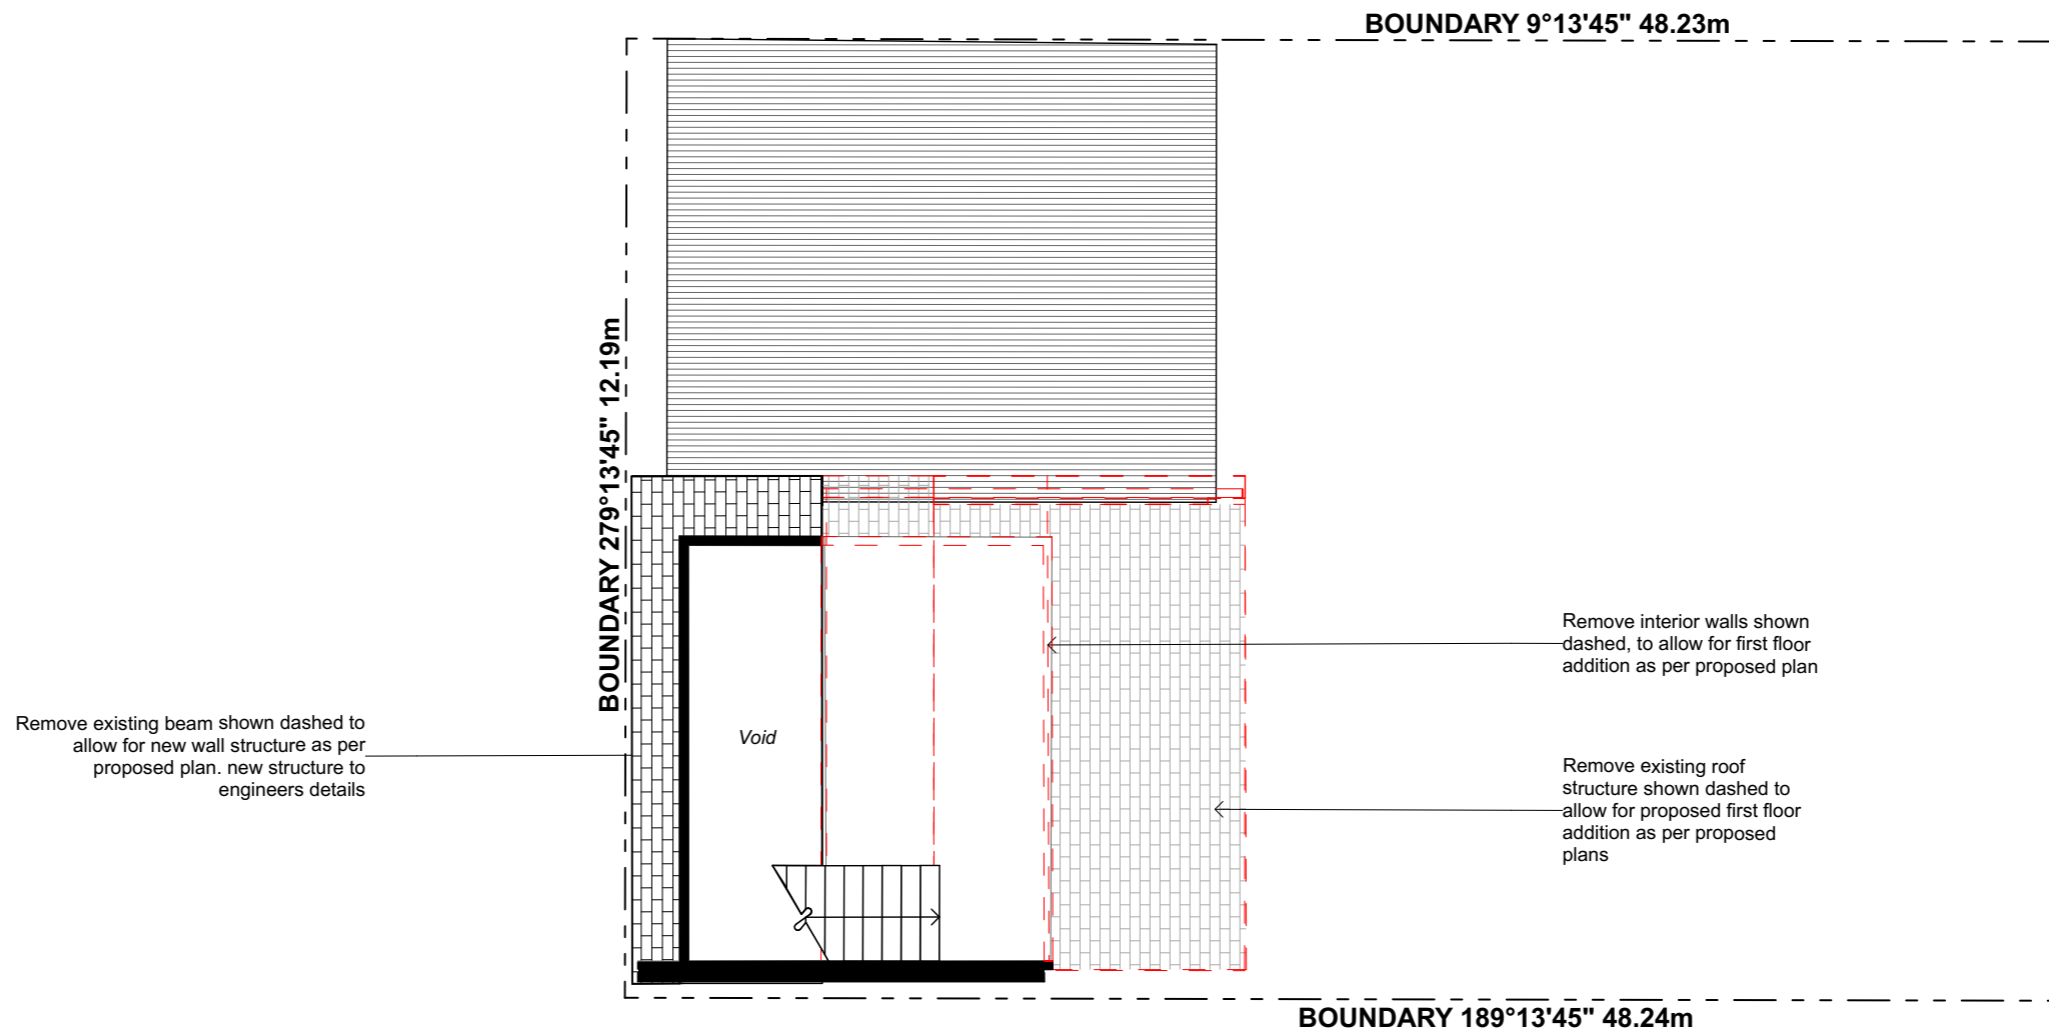 BOUNDARY 9°13'45" 48.23m
BOUNDARY 279°13'45" 12.19m
Remove interior walls shown
dashed, to allow for first floor
addition as per proposed plan
Remove existing beam shown dashed to
allow for new wall structure as per
proposed plan. new structure to
engineers details
Void
Remove existing roof
structure shown dashed to
allow for proposed first floor
addition as per proposed
plans
BOUNDARY 189°13'45" 48.24m